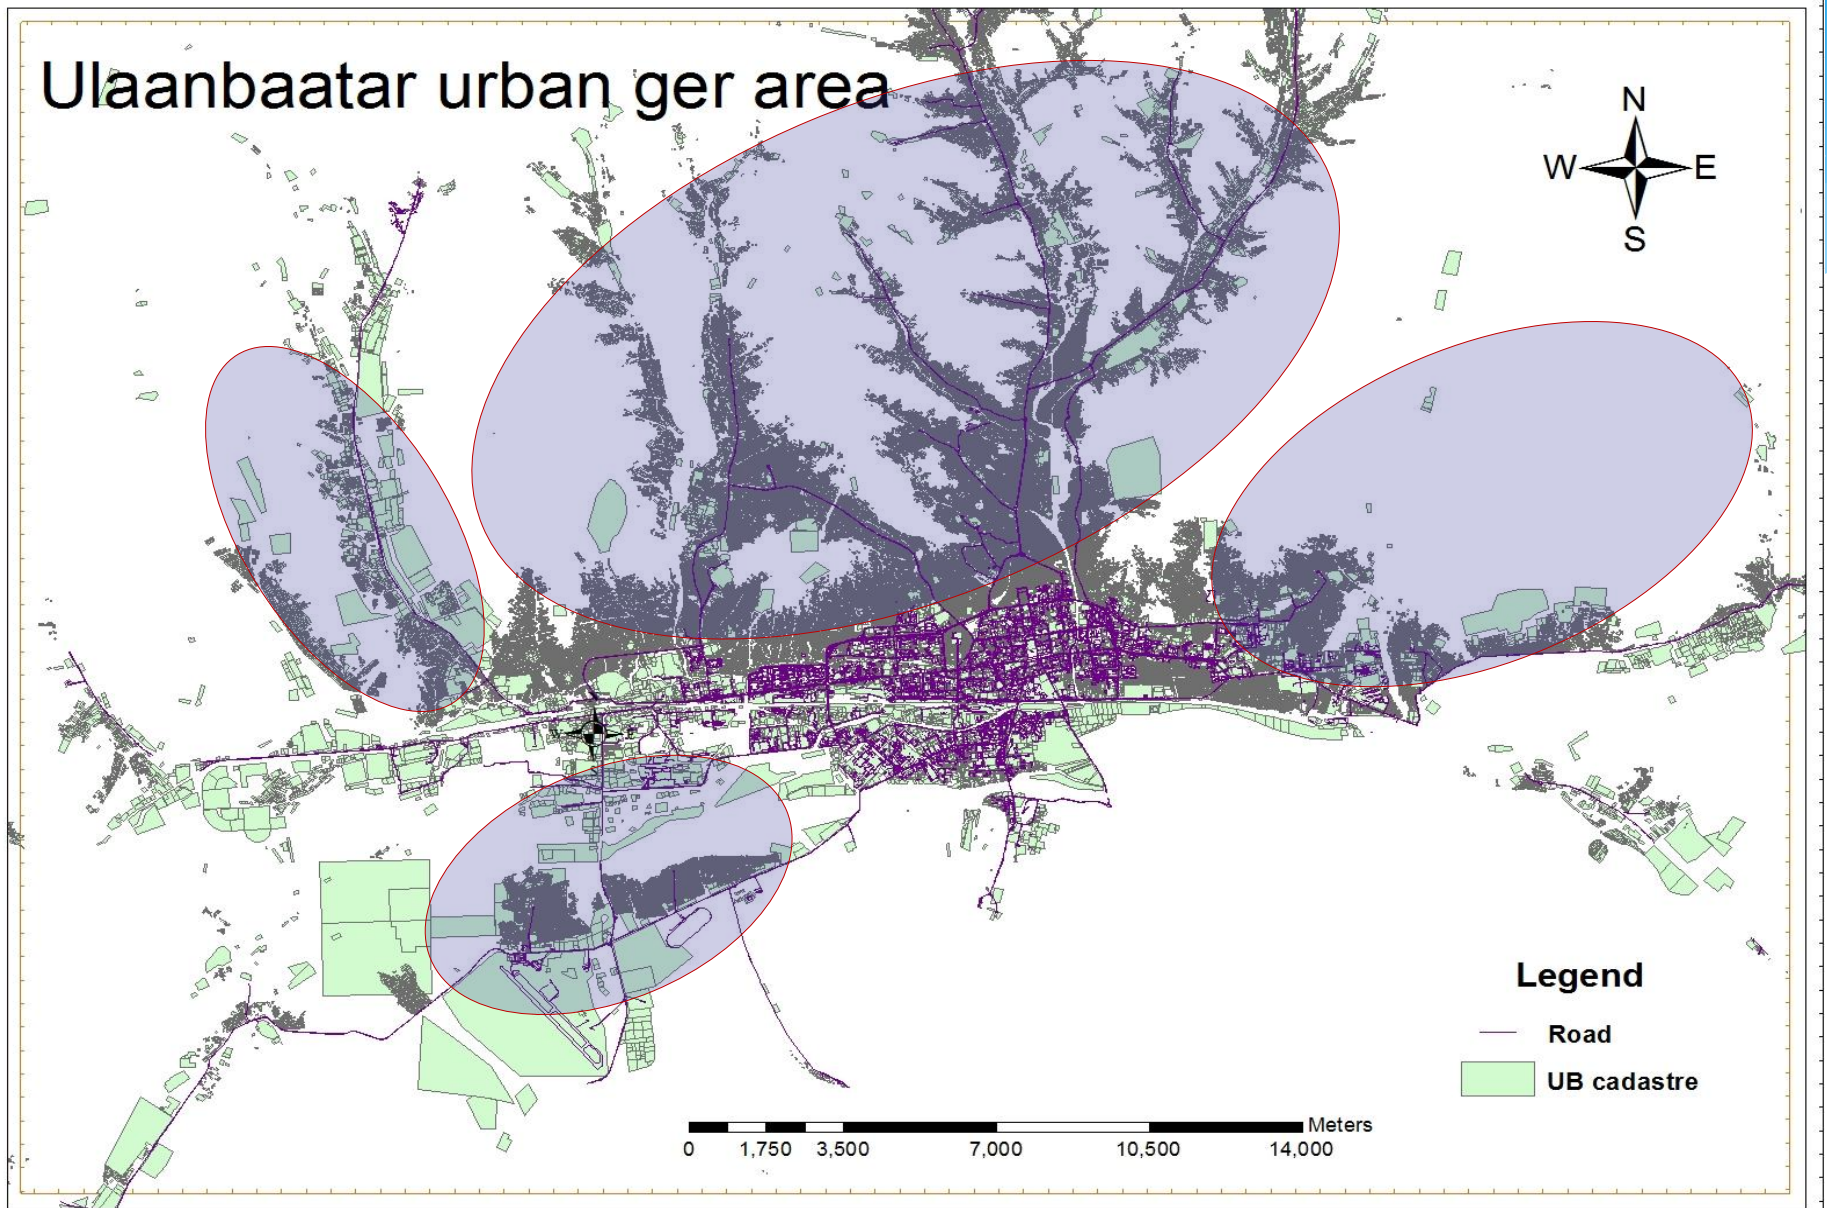 Ulaanbaatar urban ger area
N
W E
S
Legend
Road
UB cadastre
Meters
0 1,750 3,500 7,000 10,500 14,000